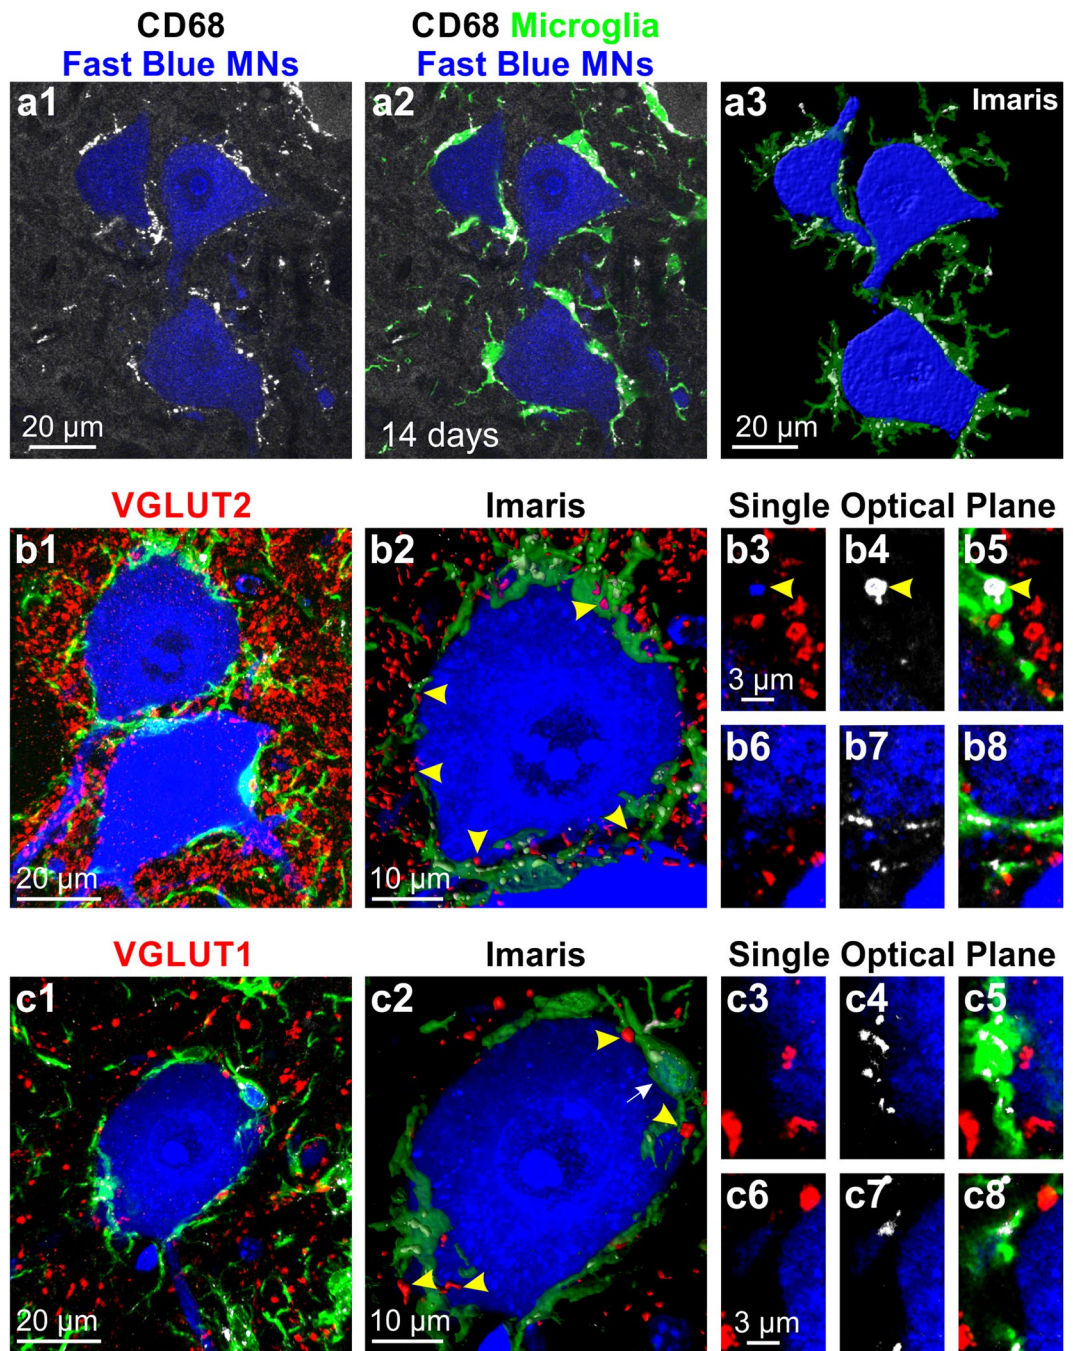 CD68
Fast Blue MNs
CD68 Microglia
Fast Blue MNs
a1
20 µm
a2
14 days
a3
Imaris
20 µm
VGLUT2
Imaris
Single Optical Plane
b1
20 µm
b2
10 µm
b3
3 µm
b4
b5
b6
b7
b8
VGLUT1
Imaris
Single Optical Plane
c1
20 µm
c2
10 µm
c3
c4
c5
c6
3 µm
c7
c8